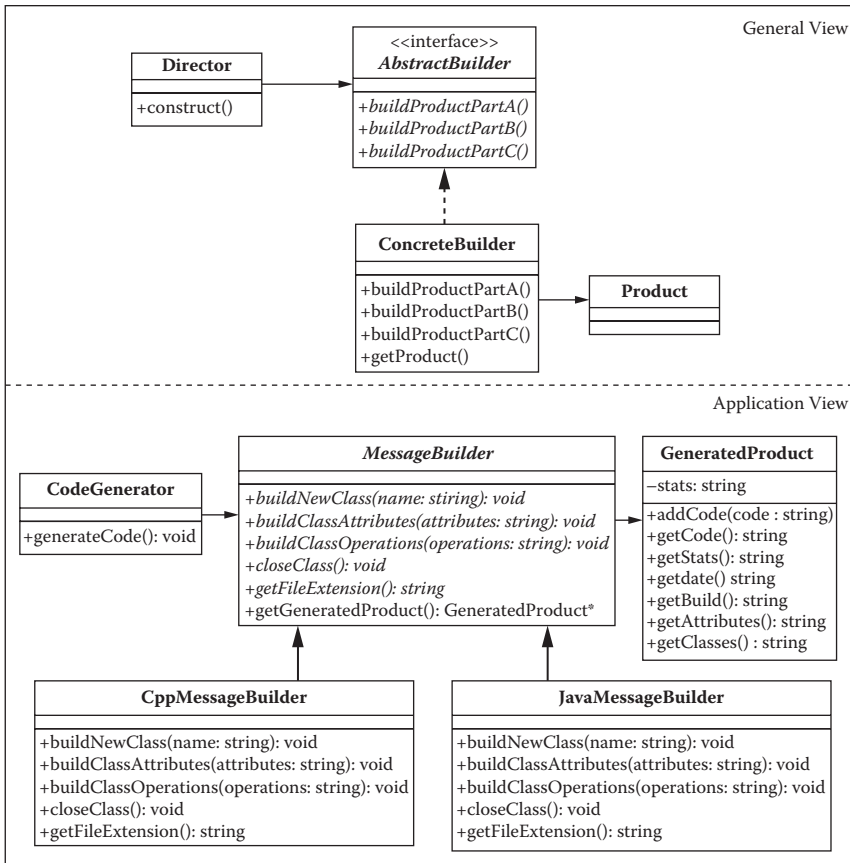 General View
<<interface>>
AbstractBuilder
+buildProductPartA()
+buildProductPartB()
+buildProductPartC()
Director
+construct()
ConcreteBuilder
+buildProductPartA()
+buildProductPartB()
+buildProductPartC()
+getProduct()
Product
Application View
CodeGenerator
+generateCode(): void
MessageBuilder
+buildNewClass(name: stiring): void
+buildClassAttributes(attributes: string): void
+buildClassOperations(operations: string): void
+closeClass(): void
+getFileExtension(): string
+getGeneratedProduct(): GeneratedProduct*
GeneratedProduct
–stats: string
+addCode(code : string)
+getCode(): string
+getStats(): string
+getdate() string
+getBuild(): string
+getAttributes(): string
+getClasses() : string
CppMessageBuilder
+buildNewClass(name: string): void
+buildClassAttributes(attributes: string): void
+buildClassOperations(operations: string): void
+closeClass(): void
+getFileExtension(): string
JavaMessageBuilder
+buildNewClass(name: string): void
+buildClassAttributes(attributes: string): void
+buildClassOperations(operations: string): void
+closeClass(): void
+getFileExtension(): string